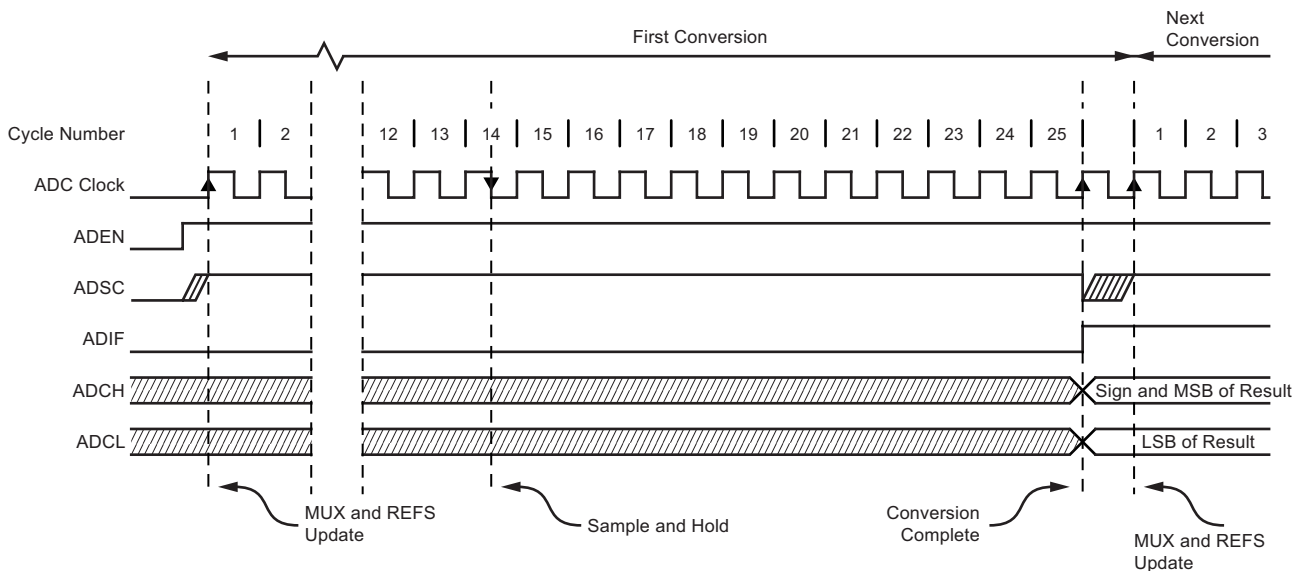 First Conversion
Next
Conversion
Cycle Number 1 2 12 13 14 15 16 17 18 19 20 21 22 23 24 25 1 2 3
ADC Clock
ADEN
ADSC
ADIF
ADCH
Sign and MSB of Result
ADCL
LSB of Result
MUX and REFS
Update
Sample and Hold
Conversion
Complete
MUX and REFS
Update